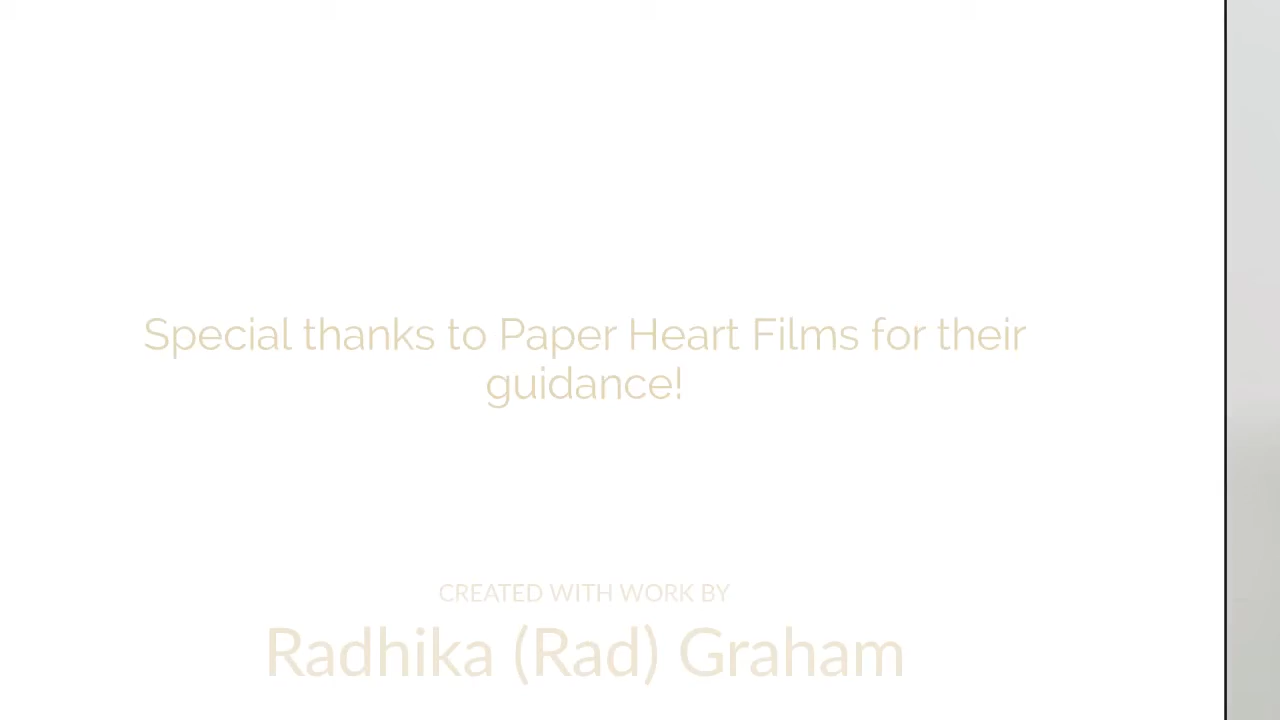 Special thanks to Paper Heart Films for their
guidance!
CREATED WITH WORK BY
Radhika (Rad) Graham